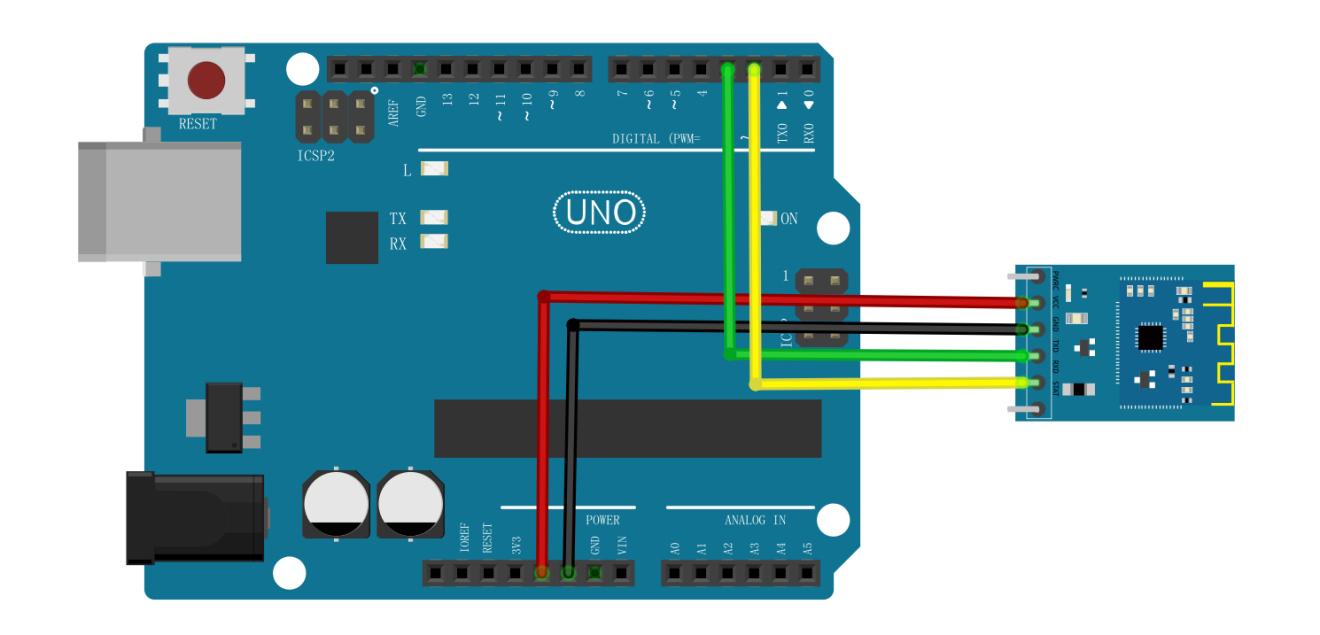 RESET
ICSP2
AREF
GND
13
12
~11
~10
~9
8
7
~6
~5
4
~
TX0 1
RX0 0
DIGITAL (PWM=
L
TX
RX
UNO
ON
1
PWRC
VCC
GND
TXD
RXD
STAT
IOREF
RESET
3V3
POWER
GND
VIN
ANALOG IN
A0
A1
A2
A3
A4
A5